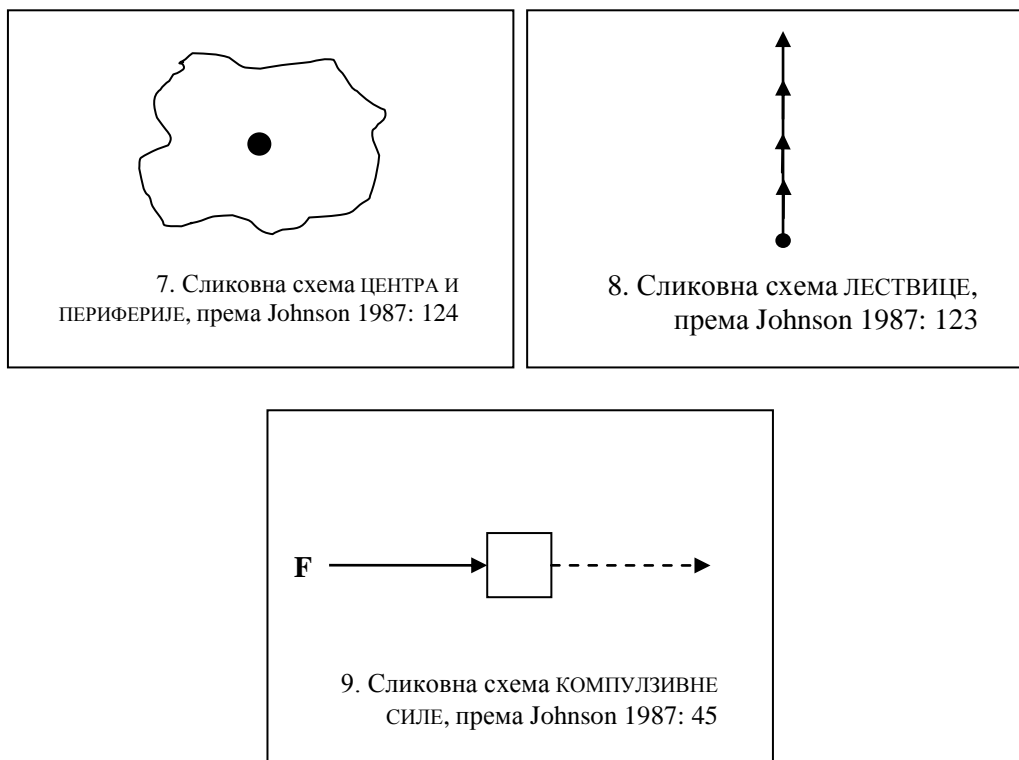 7. Сликовна схема ЦЕНТРА И
ПЕРИФЕРИЈЕ, према Johnson 1987: 124
8. Сликовна схема ЛЕСТВИЦЕ,
према Johnson 1987: 123
F
9. Сликовна схема КОМПУЛЗИВНЕ
СИЛЕ, према Johnson 1987: 45